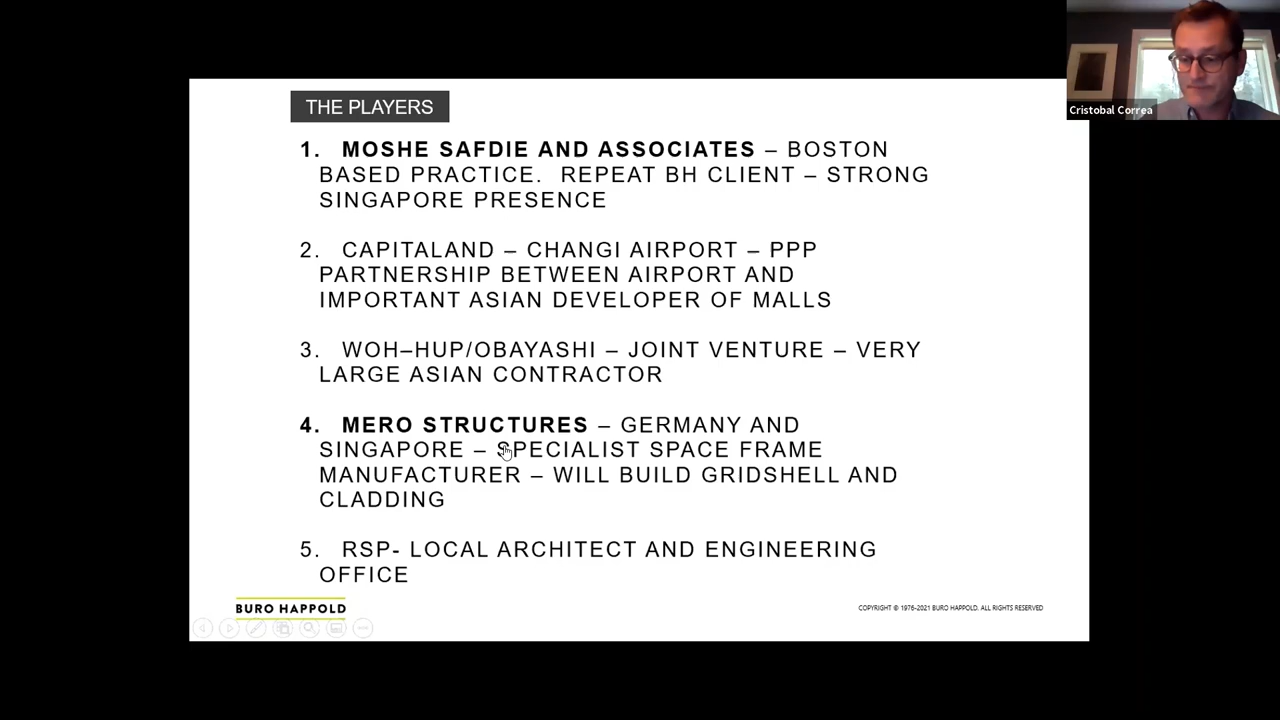 THE PLAYERS
1. MOSHE SAFDIE AND ASSOCIATES – BOSTON
BASED PRACTICE. REPEAT BH CLIENT – STRONG
SINGAPORE PRESENCE
2. CAPITALAND – CHANGI AIRPORT – PPP
PARTNERSHIP BETWEEN AIRPORT AND
IMPORTANT ASIAN DEVELOPER OF MALLS
3. WOH–HUP/OBAYASHI – JOINT VENTURE – VERY
LARGE ASIAN CONTRACTOR
4. MERO STRUCTURES – GERMANY AND
SINGAPORE – SPECIALIST SPACE FRAME
MANUFACTURER – WILL BUILD GRIDSHELL AND
CLADDING
5. RSP- LOCAL ARCHITECT AND ENGINEERING
OFFICE
BURO HAPPOLD
COPYRIGHT © 1976-2021 BURO HAPPOLD. ALL RIGHTS RESERVED
Cristobal Correa